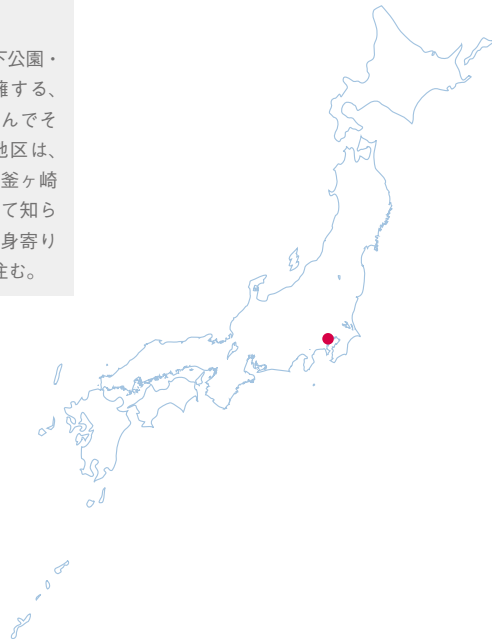 下公園・
擁する、
んでそ
地区は、
釜ヶ崎
て知ら
身寄り
住む。